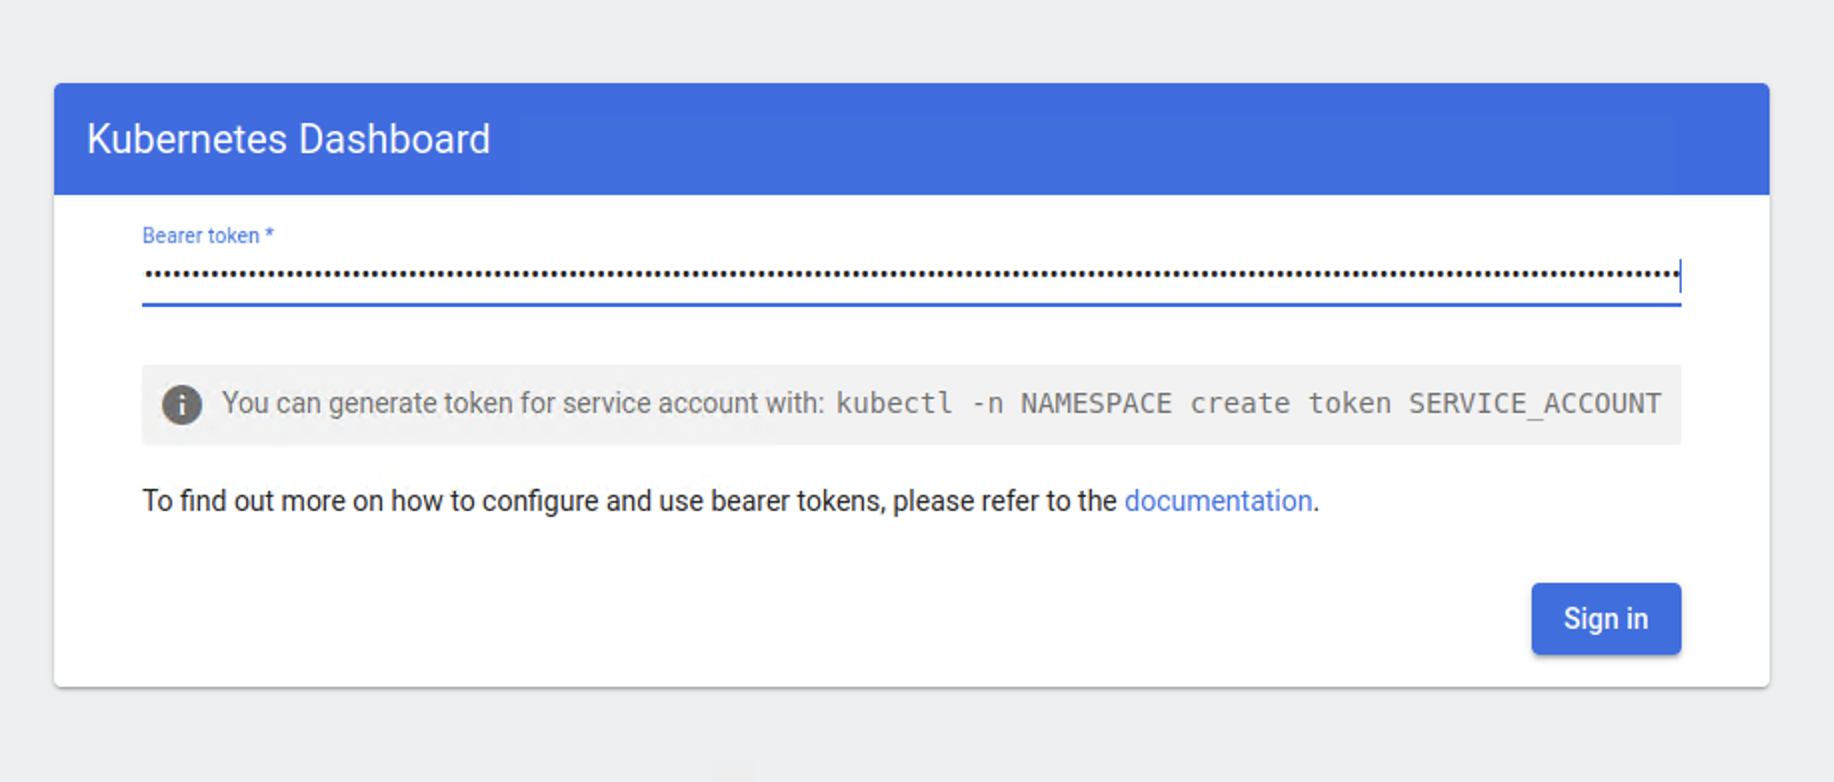 Kubernetes Dashboard
Bearer token *
You can generate token for service account with: kubectl -n NAMESPACE create token SERVICE_ACCOUNT
To find out more on how to configure and use bearer tokens, please refer to the documentation.
Sign in